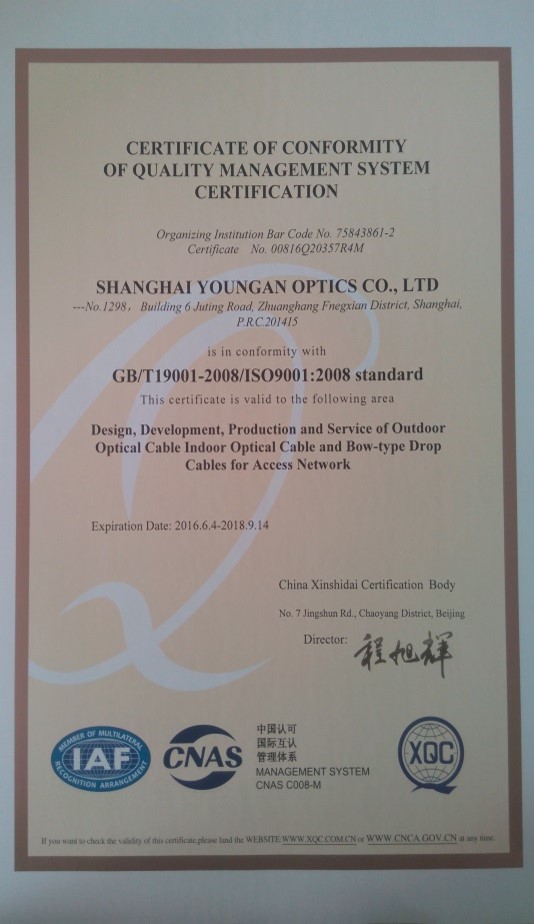 CERTIFICATE OF CONFORMITY
OF QUALITY MANAGEMENT SYSTEM
CERTIFICATION
Organizing Institution Bar Code No. 75843861-2
Certificate No. 00816Q20357R4M
SHANGHAI YOUNGAN OPTICS CO., LTD
---No.1298, Building 6 Juting Road, Zhuanghang Fnegxian District, Shanghai,
P.R.C.201415
is in conformity with
GB/T19001-2008/ISO9001:2008 standard
This certificate is valid to the following area
Design, Development, Production and Service of Outdoor
Optical Cable Indoor Optical Cable and Bow-type Drop
Cables for Access Network
Expiration Date: 2016.6.4-2018.9.14
China Xinshidai Certification Body
No. 7 Jingshun Rd., Chaoyang District, Beijing
Director: 程旭辉
MEMBER OF MULTILATERAL
IAF
RECOGNITION ARRANGEMENT
CNAS
中国认可
国际互认
管理体系
MANAGEMENT SYSTEM
CNAS C008-M
XQC
If you want to check the validity of this certificate,please land the WEBSITE WWW.XQC.COM.CN or WWW.CNCA.GOV.CN at any time.